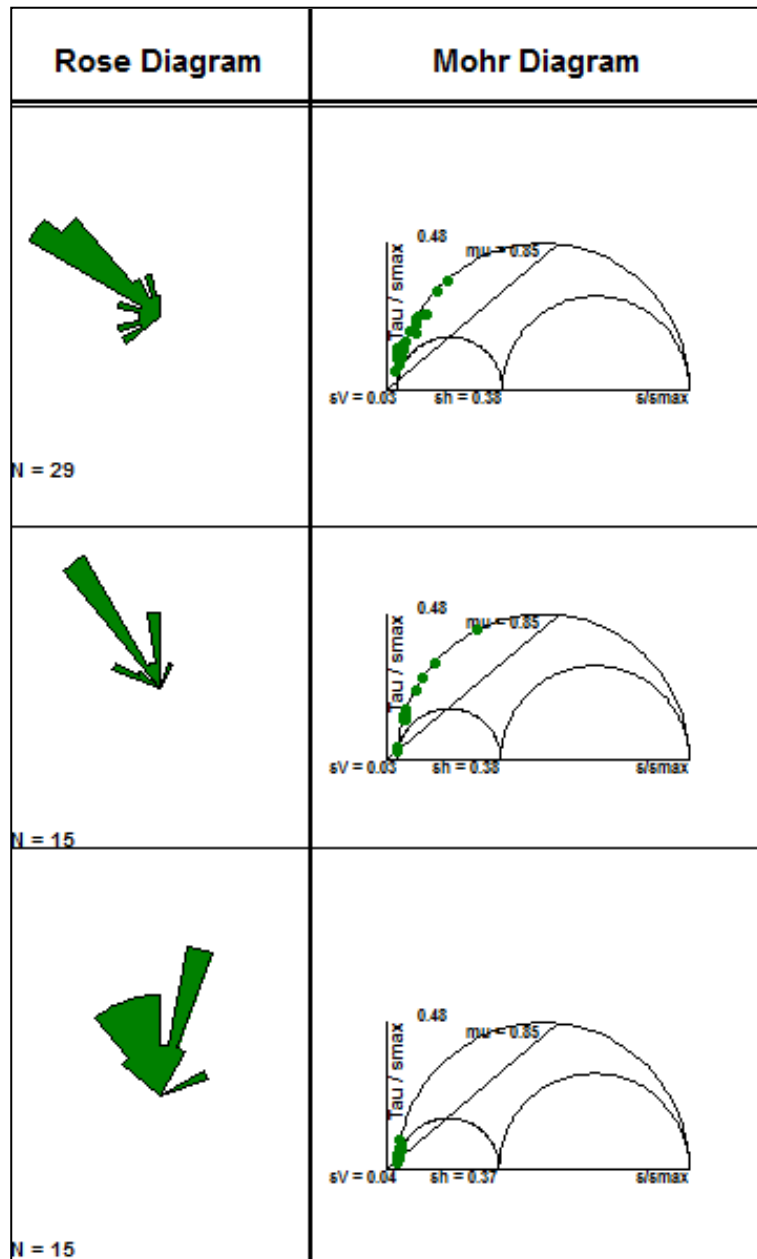 Rose Diagram
Mohr Diagram
0.48
mu = 0.85
Tau / smax
sV = 0.03
sh = 0.38
s/smax
N = 29
0.48
mu = 0.85
Tau / smax
sV = 0.03
sh = 0.38
s/smax
N = 15
0.48
mu = 0.85
Tau / smax
sV = 0.04
sh = 0.37
s/smax
N = 15